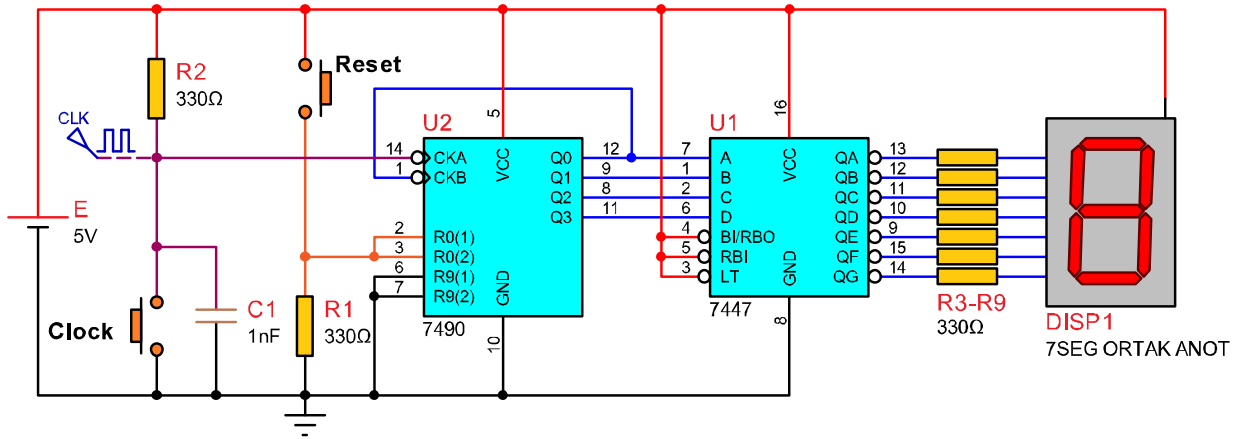 R2
330Ω
Reset
CLK
E
5V
Clock
C1
1nF
R1
330Ω
U2
14
1
2
3
6
7
CKA
CKB
R0(1)
R0(2)
R9(1)
R9(2)
5
VCC
GND
10
Q0
Q1
Q2
Q3
12
9
8
11
7490
U1
7
1
2
6
4
5
3
A
B
C
D
BI/RBO
RBI
LT
16
VCC
GND
8
QA
QB
QC
QD
QE
QF
QG
13
12
11
10
9
15
14
7447
R3-R9
330Ω
DISP1
7SEG ORTAK ANOT